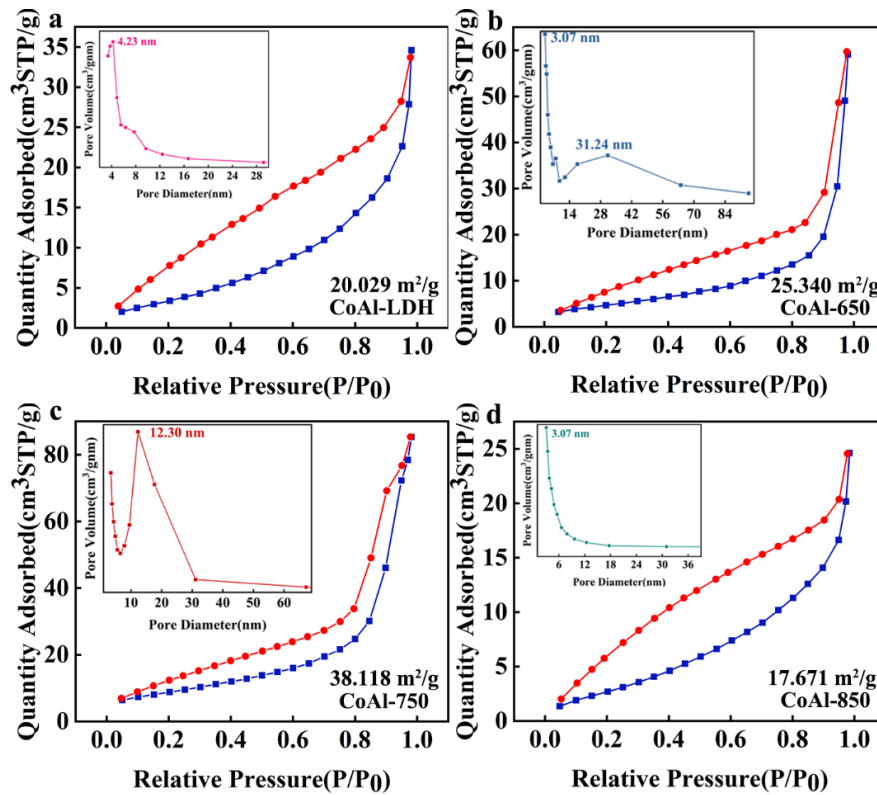 a
Quantity Adsorbed(cm³STP/g)
35
30
25
20
15
10
5
0
0.0 0.2 0.4 0.6 0.8 1.0
Relative Pressure(P/P₀)
20.029 m²/g
CoAl-LDH
4.23 nm
Pore Volume(cm³/gnm)
4 8 12 16 20 24 28
Pore Diameter(nm)
b
Quantity Adsorbed(cm³STP/g)
60
50
40
30
20
10
0
0.0 0.2 0.4 0.6 0.8 1.0
Relative Pressure(P/P₀)
25.340 m²/g
CoAl-650
3.07 nm
31.24 nm
Pore Volume(cm³/gnm)
14 28 42 56 70 84
Pore Diameter(nm)
c
Quantity Adsorbed(cm³STP/g)
80
60
40
20
0
0.0 0.2 0.4 0.6 0.8 1.0
Relative Pressure(P/P₀)
38.118 m²/g
CoAl-750
12.30 nm
Pore Volume(cm³/gnm)
10 20 30 40 50 60
Pore Diameter(nm)
d
Quantity Adsorbed(cm³STP/g)
25
20
15
10
5
0
0.0 0.2 0.4 0.6 0.8 1.0
Relative Pressure(P/P₀)
17.671 m²/g
CoAl-850
3.07 nm
Pore Volume(cm³/gnm)
6 12 18 24 30 36
Pore Diameter(nm)